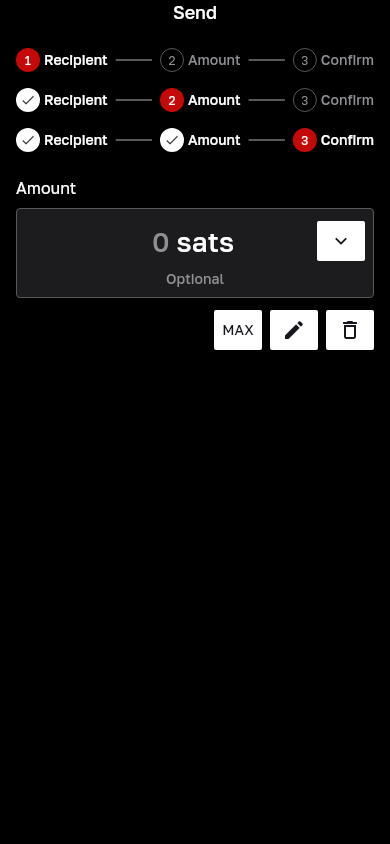 Send
1 Recipient 2 Amount 3 Confirm
Recipient 2 Amount 3 Confirm
Recipient Amount 3 Confirm
Amount
0 sats
Optional
MAX